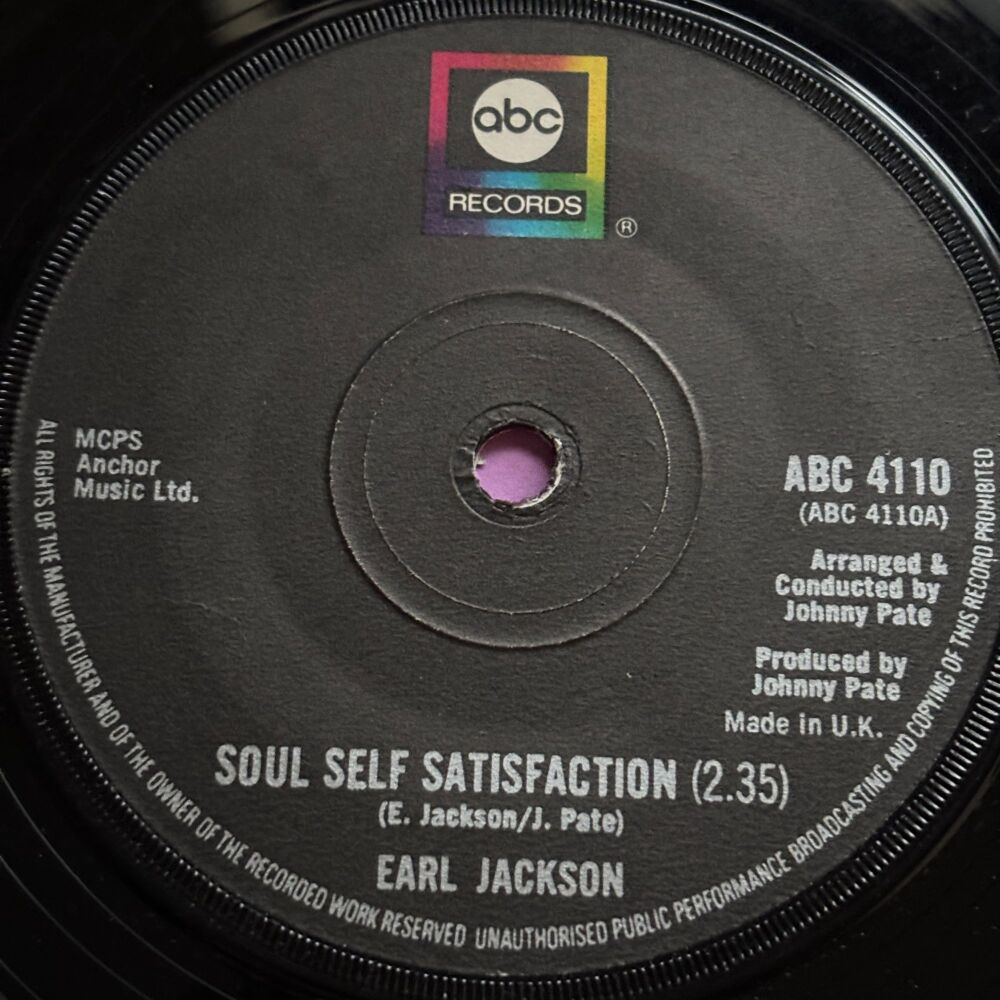 abc
RECORDS
®
MCPS
Anchor
Music Ltd.
ABC 4110
(ABC 4110A)
Arranged &
Conducted by
Johnny Pate
Produced by
Johnny Pate
Made in U.K.
SOUL SELF SATISFACTION (2.35)
(E. Jackson/J. Pate)
EARL JACKSON
ALL RIGHTS OF THE MANUFACTURER AND OF THE OWNER OF THE RECORDED WORK RESERVED UNAUTHORISED PUBLIC PERFORMANCE BROADCASTING AND COPYING OF THIS RECORD PROHIBITED